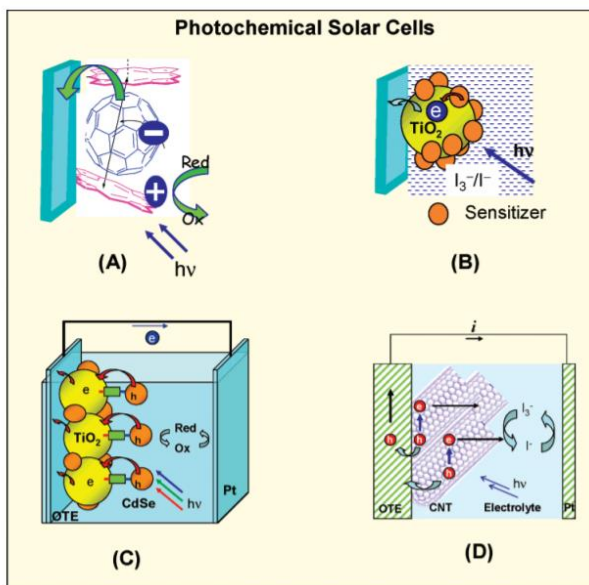 Photochemical Solar Cells
Red
Ox
hν
(A)
e
TiO₂
hν
I₃⁻/I⁻
Sensitizer
(B)
e
e
h
TiO₂
h
e
h
Red
Ox
Pt
CdSe
hν
OTE
(C)
i
e
e
h
h
h
I₃⁻
I⁻
hν
OTE
CNT
Electrolyte
Pt
(D)